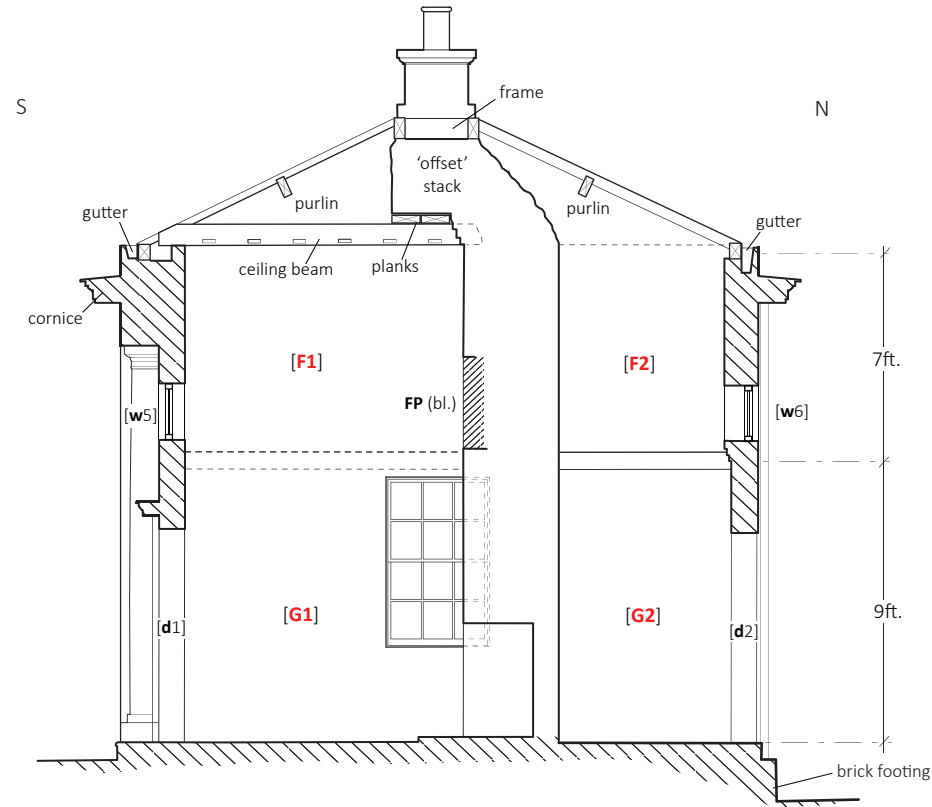 S
N
frame
'offset'
stack
purlin
purlin
gutter
gutter
ceiling beam
planks
cornice
[F1]
[F2]
7ft.
FP (bl.)
[w5]
[w6]
[G1]
[G2]
9ft.
[d1]
[d2]
brick footing